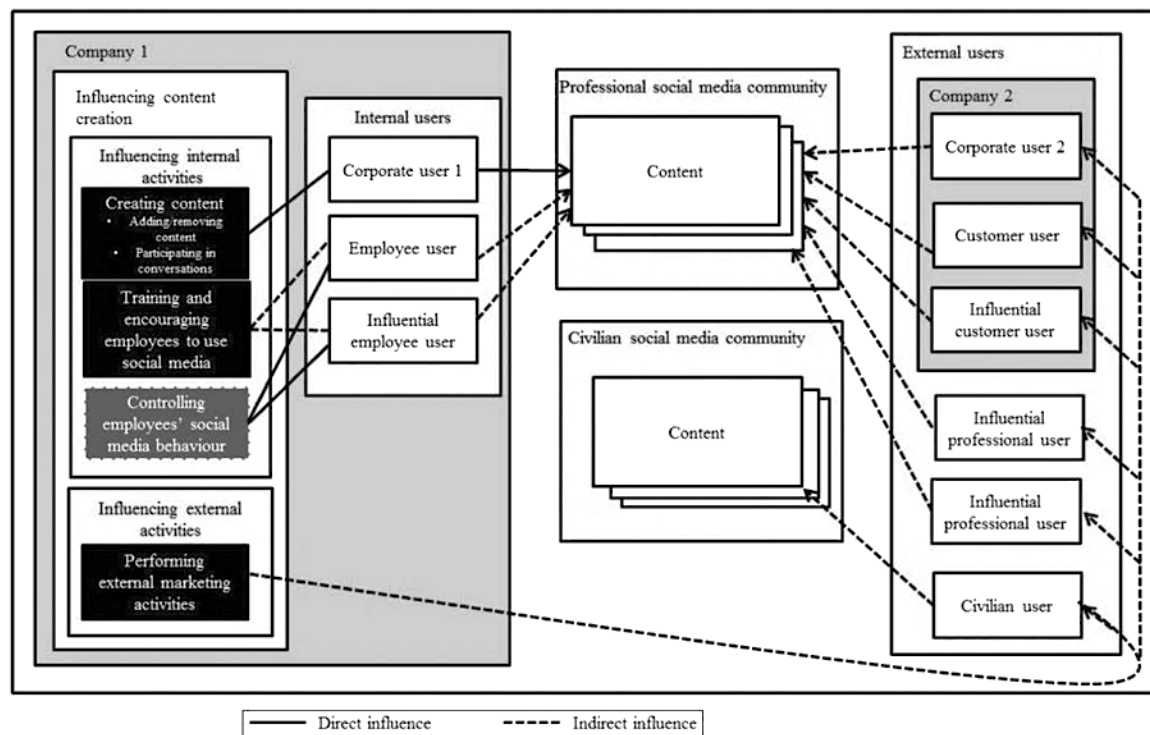 Company 1
Influencing content
creation
Influencing internal
activities
Creating content
• Adding/removing
content
• Participating in
conversations
Training and
encouraging
employees to use
social media
Controlling
employees’ social
media behaviour
Influencing external
activities
Performing
external marketing
activities
Internal users
Corporate user 1
Employee user
Influential
employee user
Professional social media community
Content
Civilian social media community
Content
External users
Company 2
Corporate user 2
Customer user
Influential
customer user
Influential
professional user
Influential
professional user
Civilian user
Direct influence
Indirect influence